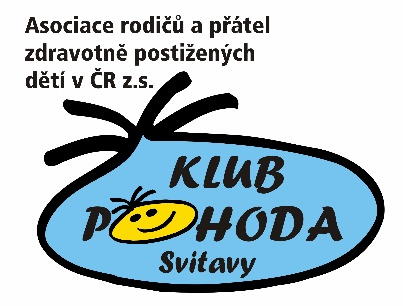 Asociace rodičů a přátel
zdravotně postižených
dětí v ČR z.s.
KLUB
POHODA
Svitavy